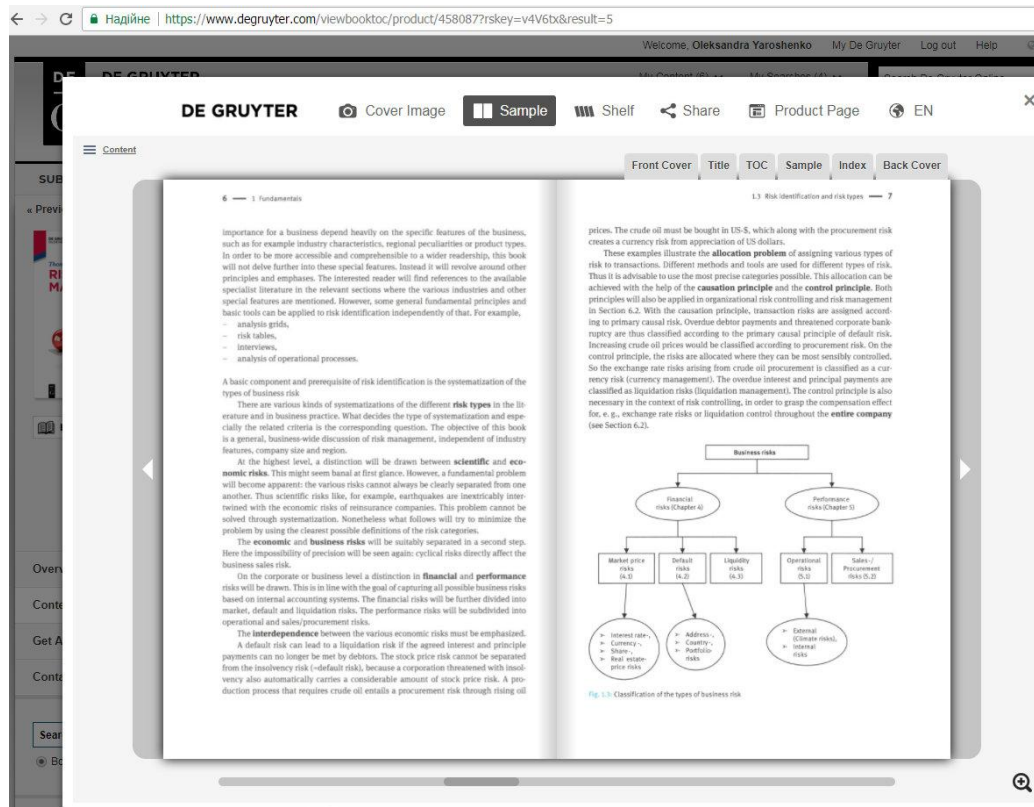 Надійне | https://www.degruyter.com/viewbooktoc/product/458087?rskey=v4V6tx&result=5
Welcome, Oleksandra Yaroshenko My De Gruyter Log out Help
DE GRUYTER
DE GRUYTER Cover Image Sample Shelf Share Product Page EN
Content
Front Cover Title TOC Sample Index Back Cover
SUB
« Previ
RI
M
Overv
Conte
Get A
Conta
Sear
Bo
6 — 1 Fundamentals
importance for a business depend heavily on the specific features of the business,
such as for example industry characteristics, regional peculiarities or product types.
In order to be more accessible and comprehensible to a wider readership, this book
will not delve further into these special features. Instead it will revolve around other
principles and emphases. The interested reader will find references to the available
specialist literature in the relevant sections where the various industries and other
special features are mentioned. However, some general fundamental principles and
basic tools can be applied to risk identification independently of that. For example,
– analysis grids,
– risk tables,
– interviews,
– analysis of operational processes.
A basic component and prerequisite of risk identification is the systematization of the
types of business risk
There are various kinds of systematizations of the different risk types in the lit-
erature and in business practice. What decides the type of systematization and espe-
cially the related criteria is the corresponding question. The objective of this book
is a general, business-wide discussion of risk management, independent of industry
features, company size and region.
At the highest level, a distinction will be drawn between scientific and eco-
nomic risks. This might seem banal at first glance. However, a fundamental problem
will become apparent: the various risks cannot always be clearly separated from one
another. Thus scientific risks like, for example, earthquakes are inextricably inter-
twined with the economic risks of reinsurance companies. This problem cannot be
solved through systematization. Nonetheless what follows will try to minimize the
problem by using the clearest possible definitions of the risk categories.
The economic and business risks will be suitably separated in a second step.
Here the impossibility of precision will be seen again: cyclical risks directly affect the
business sales risk.
On the corporate or business level a distinction in financial and performance
risks will be drawn. This is in line with the goal of capturing all possible business risks
based on internal accounting systems. The financial risks will be further divided into
market, default and liquidation risks. The performance risks will be subdivided into
operational and sales/procurement risks.
The interdependence between the various economic risks must be emphasized.
A default risk can lead to a liquidation risk if the agreed interest and principle
payments can no longer be met by debtors. The stock price risk cannot be separated
from the insolvency risk (~default risk), because a corporation threatened with insol-
vency also automatically carries a considerable amount of stock price risk. A pro-
duction process that requires crude oil entails a procurement risk through rising oil
1.3 Risk identification and risk types — 7
prices. The crude oil must be bought in US-$, which along with the procurement risk
creates a currency risk from appreciation of US dollars.
These examples illustrate the allocation problem of assigning various types of
risk to transactions. Different methods and tools are used for different types of risk.
Thus it is advisable to use the most precise categories possible. This allocation can be
achieved with the help of the causation principle and the control principle. Both
principles will also be applied in organizational risk controlling and risk management
in Section 6.2. With the causation principle, transaction risks are assigned accord-
ing to primary causal risk. Overdue debtor payments and threatened corporate bank-
ruptcy are thus classified according to the primary causal principle of default risk.
Increasing crude oil prices would be classified according to procurement risk. On the
control principle, the risks are allocated where they can be most sensibly controlled.
So the exchange rate risks arising from crude oil procurement is classified as a cur-
rency risk (currency management). The overdue interest and principal payments are
classified as liquidation risks (liquidation management). The control principle is also
necessary in the context of risk controlling, in order to grasp the compensation effect
for, e. g., exchange rate risks or liquidation control throughout the entire company
(see Section 6.2).
Business risks
Financial
risks (Chapter 4)
Performance
risks (Chapter 5)
Market price
risks
(4.1)
Default
risks
(4.2)
Liquidity
risks
(4.3)
Operational
risks
(5.1)
Sales-/
Procurement
risks (5.2)
➢ Interest rate-,
➢ Currency-,
➢ Share-,
➢ Real estate-
price risks
➢ Address-,
➢ Country-,
➢ Portfolio-
risks
➢ External
(Climate risks),
➢ Internal
risks
Fig. 1.5: Classification of the types of business risk